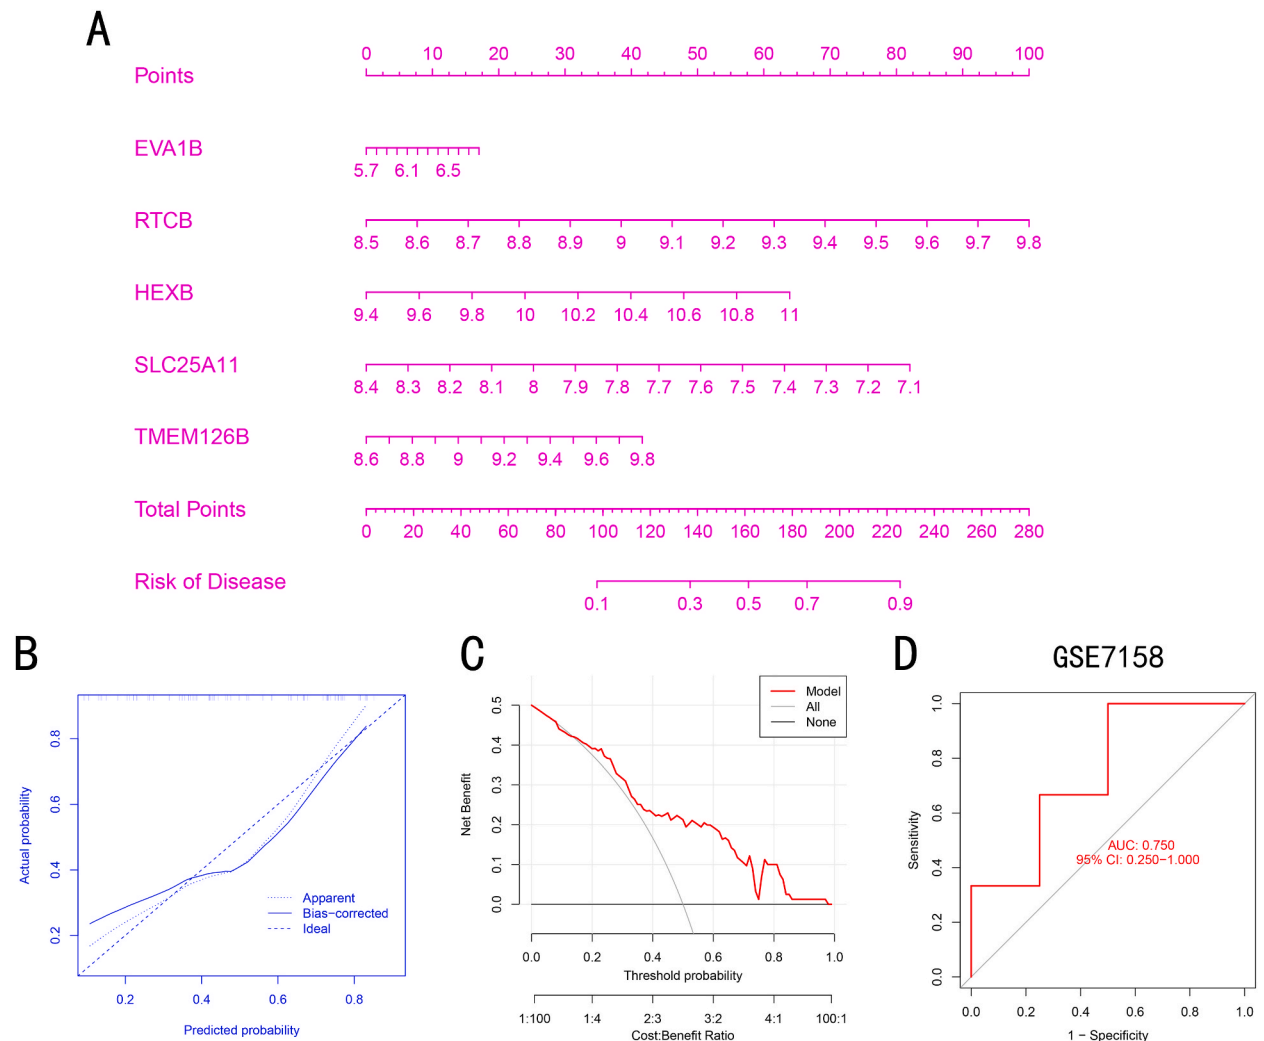 A
0 10 20 30 40 50 60 70 80 90 100
Points
EVA1B
5.7 6.1 6.5
RTCB
8.5 8.6 8.7 8.8 8.9 9 9.1 9.2 9.3 9.4 9.5 9.6 9.7 9.8
HEXB
9.4 9.6 9.8 10 10.2 10.4 10.6 10.8 11
SLC25A11
8.4 8.3 8.2 8.1 8 7.9 7.8 7.7 7.6 7.5 7.4 7.3 7.2 7.1
TMEM126B
8.6 8.8 9 9.2 9.4 9.6 9.8
Total Points
0 20 40 60 80 100 120 140 160 180 200 220 240 260 280
Risk of Disease
0.1 0.3 0.5 0.7 0.9
B
Actual probability
0.8
0.6
0.4
0.2
Apparent
Bias-corrected
Ideal
0.2 0.4 0.6 0.8
Predicted probability
C
Model
All
None
Net Benefit
0.5
0.4
0.3
0.2
0.1
0.0
0.0 0.2 0.4 0.6 0.8 1.0
Threshold probability
1:100 1:4 2:3 3:2 4:1 100:1
Cost:Benefit Ratio
D
GSE7158
Sensitivity
1.0
0.8
0.6
0.4
0.2
0.0
AUC: 0.750
95% CI: 0.250-1.000
0.0 0.2 0.4 0.6 0.8 1.0
1 - Specificity